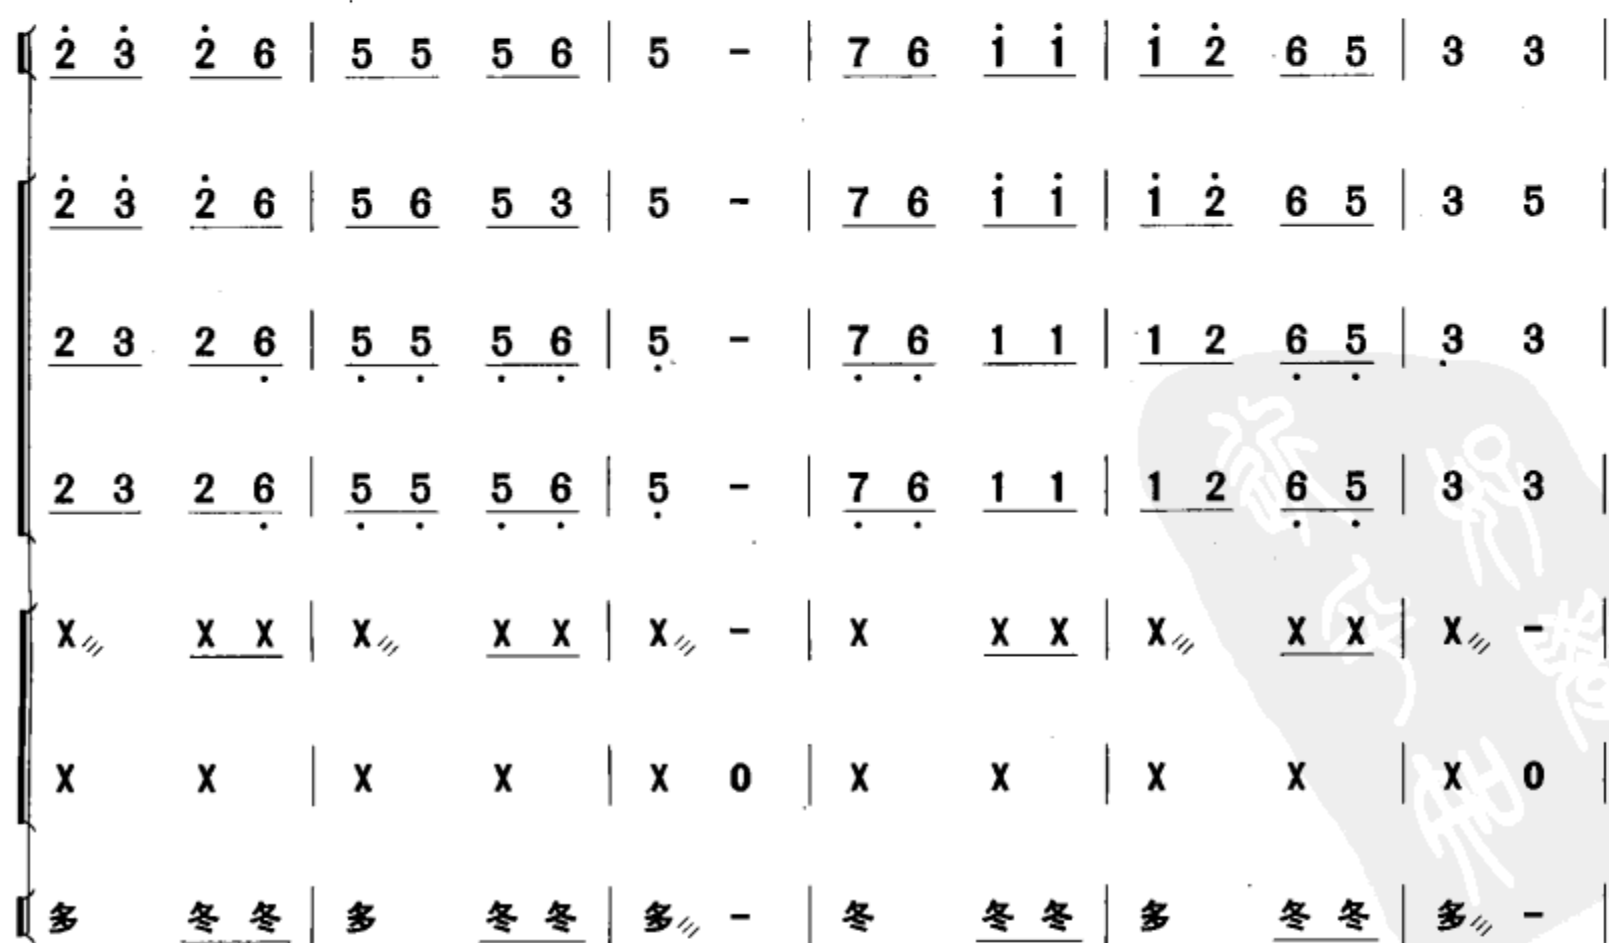 2̇ 3̇ 2̇ 6 | 5 5 5 6 | 5 - | 7 6 1̇ 1̇ | 1̇ 2̇ 6 5 | 3 3 |
2̇ 3̇ 2̇ 6 | 5 6 5 3 | 5 - | 7 6 1̇ 1̇ | 1̇ 2̇ 6 5 | 3 5 |
2 3 2 6̣ | 5̣ 5̣ 5̣ 6̣ | 5̣ - | 7̣ 6̣ 1 1 | 1 2 6̣ 5̣ | 3̣ 3 |
2 3 2 6̣ | 5̣ 5̣ 5̣ 6̣ | 5̣ - | 7̣ 6̣ 1 1 | 1 2 6̣ 5̣ | 3 3 |
X/// X X | X/// X X | X/// - | X X X | X/// X X | X/// - |
X X | X X | X 0 | X X | X X | X 0 |
多 冬 冬 | 多 冬 冬 | 多/// - | 冬 冬 冬 | 多 冬 冬 | 多/// - |